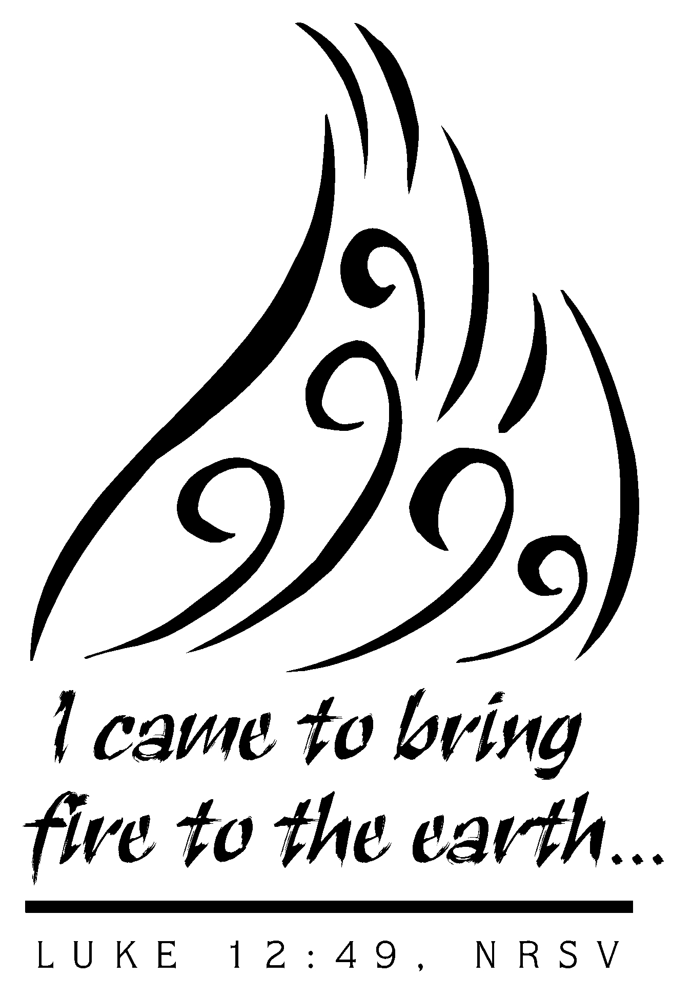 I came to bring
fire to the earth...
LUKE 12:49, NRSV